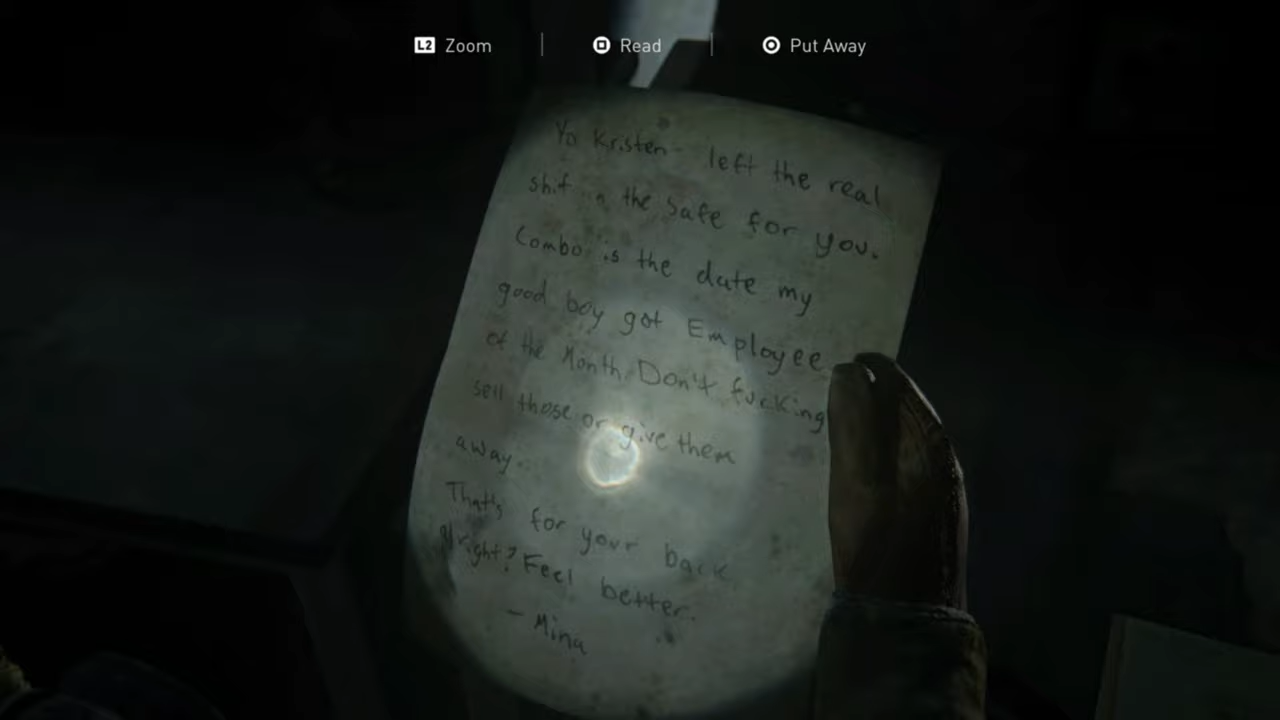 L2 Zoom
Read
Put Away
Yo Kristen - left the real
shit in the safe for you.
Combo is the date my
good boy got Employee
of the Month. Don't fucking
sell those or give them
away.
That's for your back
alright? Feel better.
- Mina